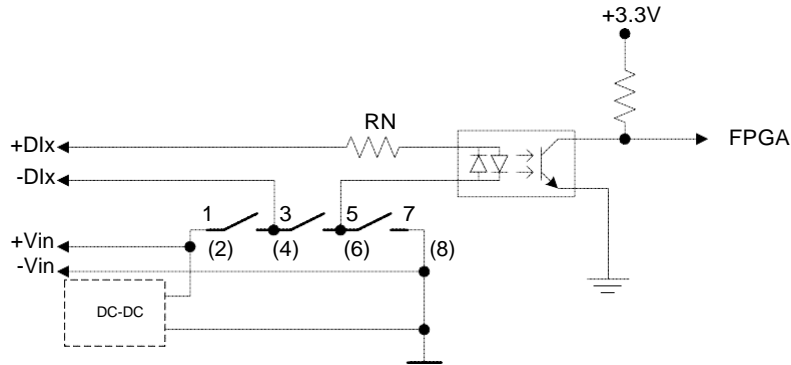 +3.3V
RN
+DIx
FPGA
-DIx
1 3 5 7
(2) (4) (6) (8)
+Vin
-Vin
DC-DC